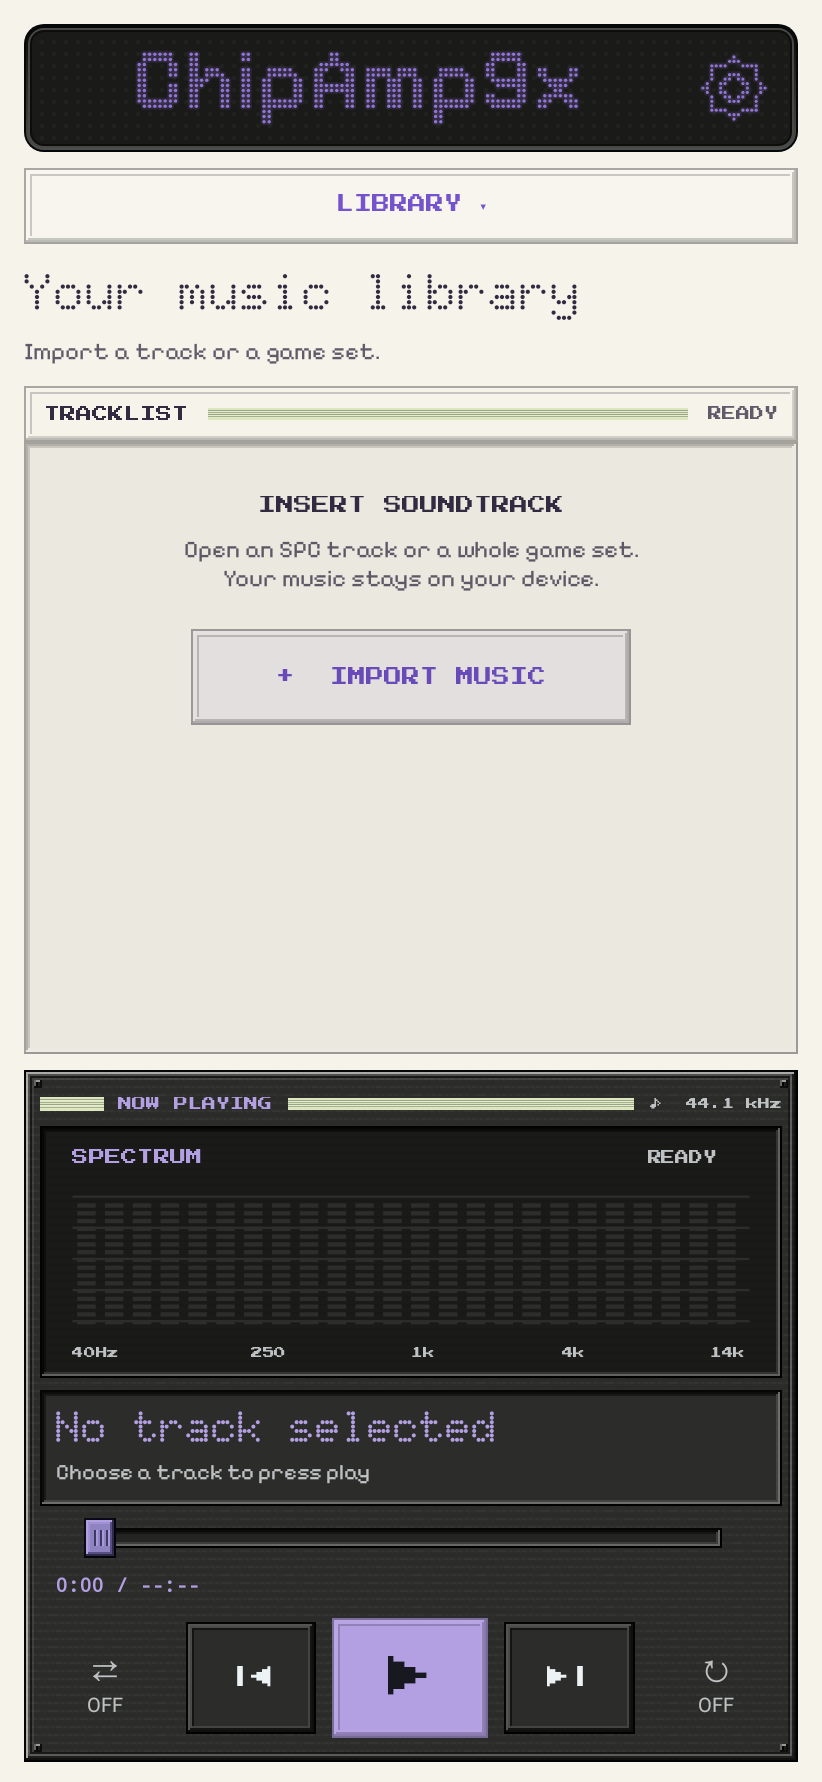 ChipAmp9x
LIBRARY ▾
Your music library
Import a track or a game set.
TRACKLIST READY
INSERT SOUNDTRACK
Open an SPC track or a whole game set.
Your music stays on your device.
+ IMPORT MUSIC
NOW PLAYING ♪ 44.1 kHz
SPECTRUM READY
40Hz 250 1k 4k 14k
No track selected
Choose a track to press play
0:00 / --:--
OFF OFF